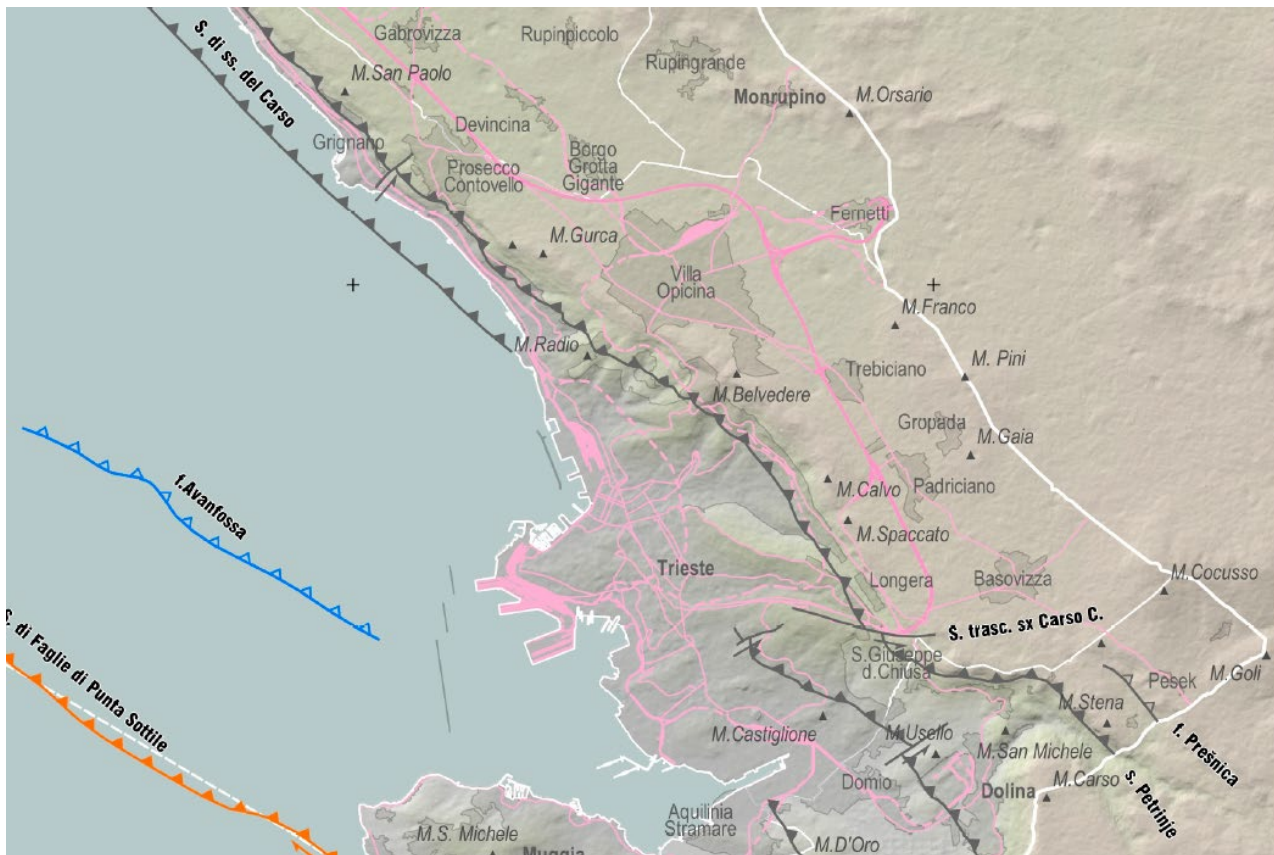 Gabrovizza
Rupinpiccolo
Rupingrande
S. di ss. del Carso
M.San Paolo
Monrupino
M.Orsario
Devincina
Grignano
Borgo
Grotta
Gigante
Prosecco
Contovello
Fernetti
M.Gurca
Villa
Opicina
M.Franco
M.Radio
Trebiciano
M. Pini
M.Belvedere
Gropada
M.Gaia
f.Avanfossa
M.Calvo
Padriciano
M.Spaccato
Trieste
Longera
Basovizza
M.Cocusso
S. trasc. sx Carso C.
S. di Faglie di Punta Sottile
S.Giuseppe
d.Chiusa
Pesek
M.Goli
M.Stena
M.Castiglione
M.Usello
M.San Michele
f. Prešnica
Domio
Dolina
M.Carso
s. Petrinje
Aquilinia
Stramare
M.S. Michele
M.D'Oro
Muggia